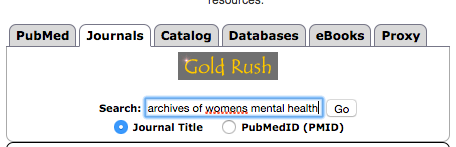 resources.
PubMed Journals Catalog Databases eBooks Proxy
Gold Rush
Search: archives of womens mental health Go
Journal Title PubMedID (PMID)